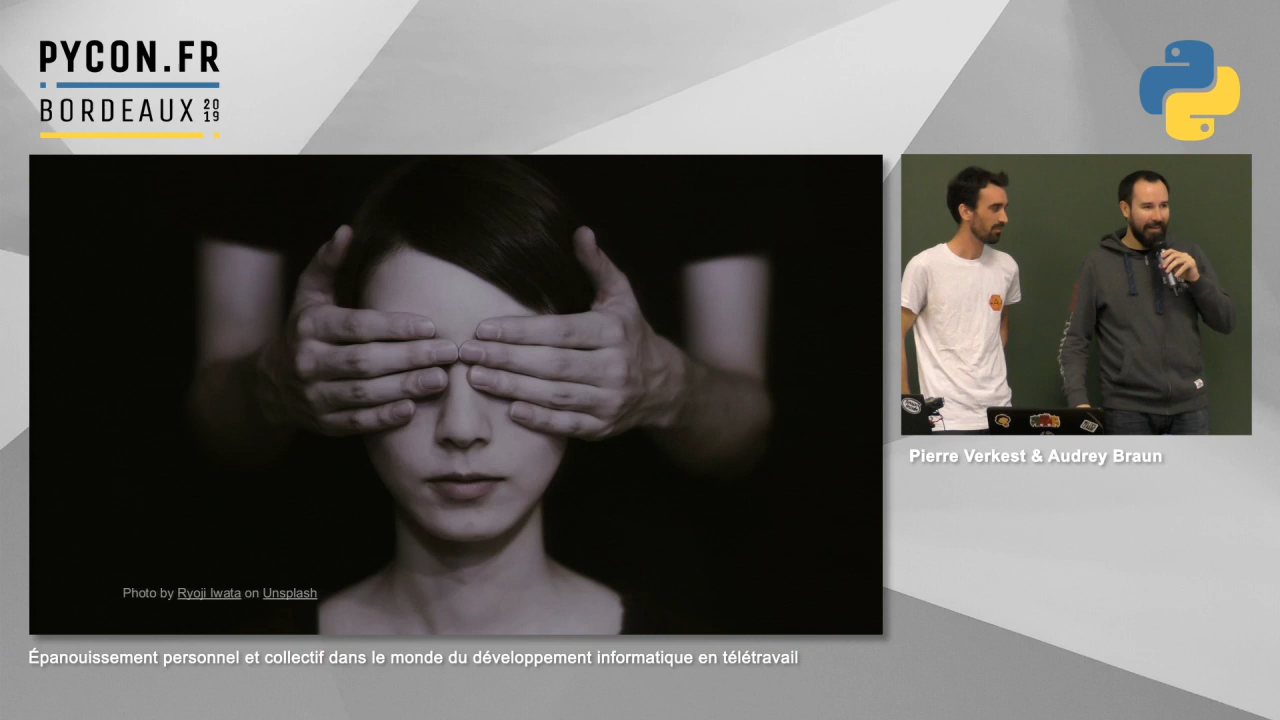 PYCON.FR
BORDEAUX 2019
Photo by Ryoji Iwata on Unsplash
Pierre Verkest & Audrey Braun
Épanouissement personnel et collectif dans le monde du développement informatique en télétravail